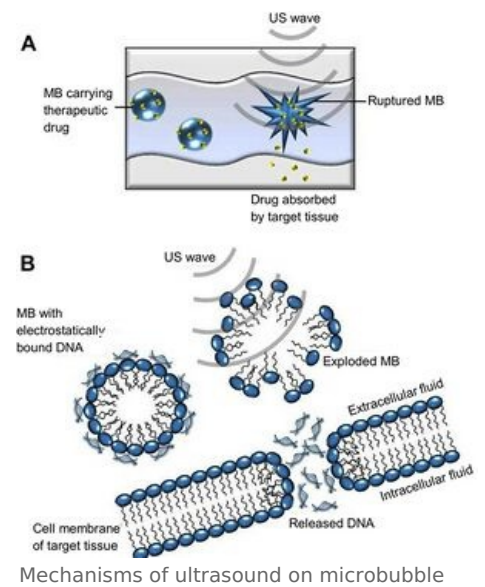 US wave
A
MB carrying
therapeutic
drug
Ruptured MB
Drug absorbed
by target tissue
B
US wave
MB with
electrostatically
bound DNA
Exploded MB
Extracellular fluid
Intracellular fluid
Released DNA
Cell membrane
of target tissue
Mechanisms of ultrasound on microbubble